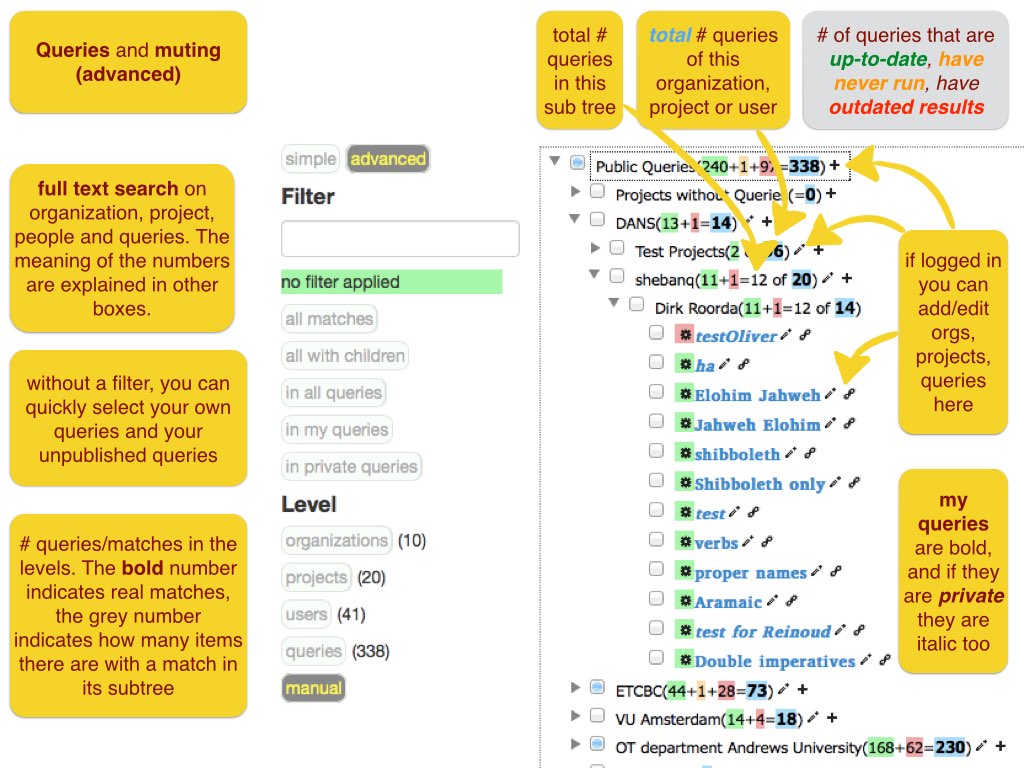 Queries and muting
(advanced)
total #
queries
in this
sub tree
total # queries
of this
organization,
project or user
# of queries that are
up-to-date, have
never run, have
outdated results
full text search on
organization, project,
people and queries. The
meaning of the numbers
are explained in other
boxes.
without a filter, you can
quickly select your own
queries and your
unpublished queries
# queries/matches in the
levels. The bold number
indicates real matches,
the grey number
indicates how many items
there are with a match in
its subtree
simple advanced
Filter
no filter applied
all matches
all with children
in all queries
in my queries
in private queries
Level
organizations (10)
projects (20)
users (41)
queries (338)
manual
Public Queries(240+1+97=338) +
Projects without Queries(=0) +
DANS(13+1=14) +
Test Projects(2 +
shebanq(11+1=12 of 20) +
Dirk Roorda(11+1=12 of 14)
testOliver
ha
Elohim Jahweh
Jahweh Elohim
shibboleth
Shibboleth only
test
verbs
proper names
Aramaic
test for Reinoud
Double imperatives
ETCBC(44+1+28=73) +
VU Amsterdam(14+4=18) +
OT department Andrews University(168+62=230) +
if logged in
you can
add/edit
orgs,
projects,
queries
here
my
queries
are bold,
and if they
are private
they are
italic too